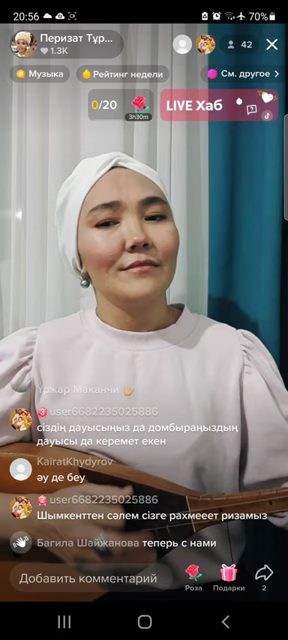 20:56
70%
Перизат Тұр...
1.3K
42
Музыка
Рейтинг недели
См. другое
0/20
3h30m
LIVE Хаб
Маканчи
user6682235025886
сіздің дауысыңыз да домбыраңыздың
дауысы да керемет екен
KairatKhydyrov
әу де беу
user6682235025886
Шымкенттен сәлем сізге рахмееет ризамыз
Багила Шайжанова теперь с нами
Добавить комментарий
Роза
Подарки
2